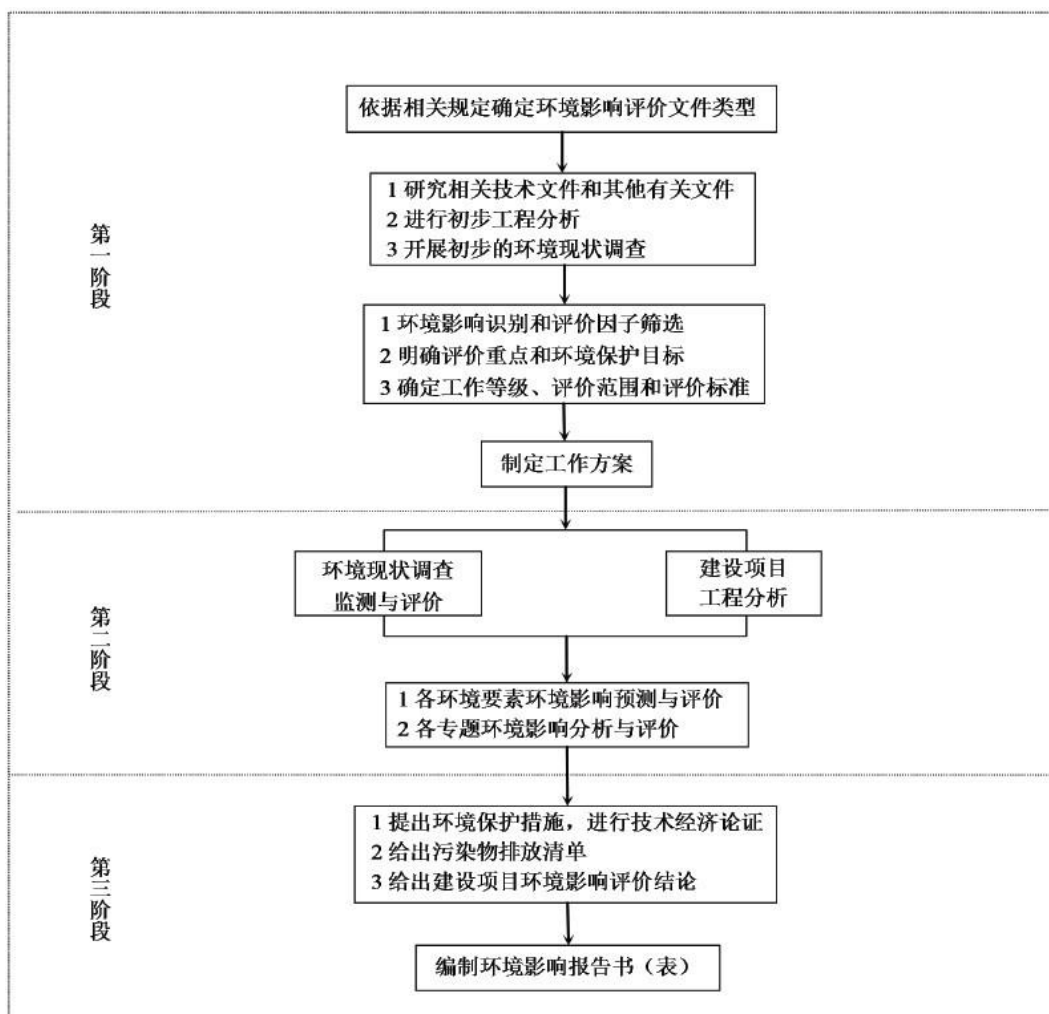 依据相关规定确定环境影响评价文件类型
1 研究相关技术文件和其他有关文件
2 进行初步工程分析
3 开展初步的环境现状调查
第一阶段
1 环境影响识别和评价因子筛选
2 明确评价重点和环境保护目标
3 确定工作等级、评价范围和评价标准
制定工作方案
环境现状调查
监测与评价
建设项目
工程分析
第二阶段
1 各环境要素环境影响预测与评价
2 各专题环境影响分析与评价
1 提出环境保护措施，进行技术经济论证
2 给出污染物排放清单
3 给出建设项目环境影响评价结论
第三阶段
编制环境影响报告书（表）